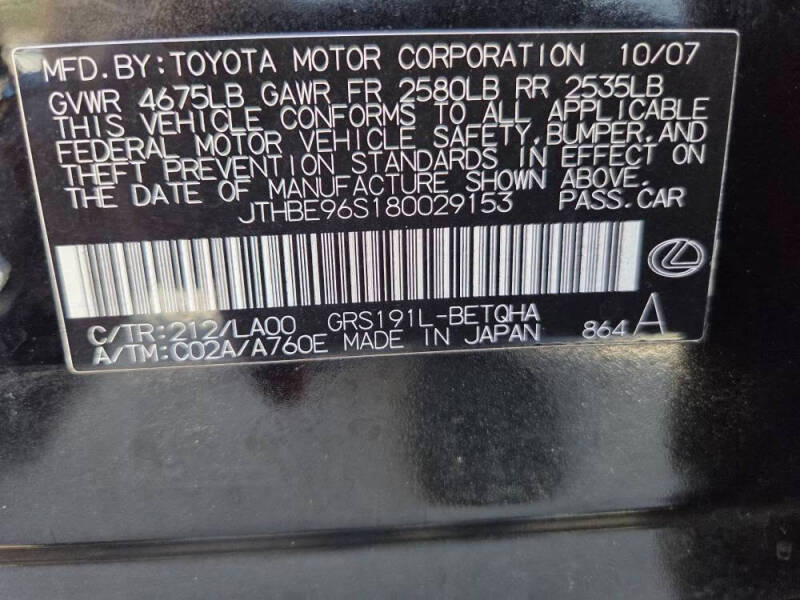 MFD. BY: TOYOTA MOTOR CORPORATION 10/07
GVWR 4675LB GAWR FR 2580LB RR 2535LB
THIS VEHICLE CONFORMS TO ALL APPLICABLE
FEDERAL MOTOR VEHICLE SAFETY, BUMPER, AND
THEFT PREVENTION STANDARDS IN EFFECT ON
THE DATE OF MANUFACTURE SHOWN ABOVE.
JTHBE96S180029153 PASS. CAR
C/TR: 212/LA00 GRS191L-BETQHA
A/TM: C02A/A760E MADE IN JAPAN 864 A